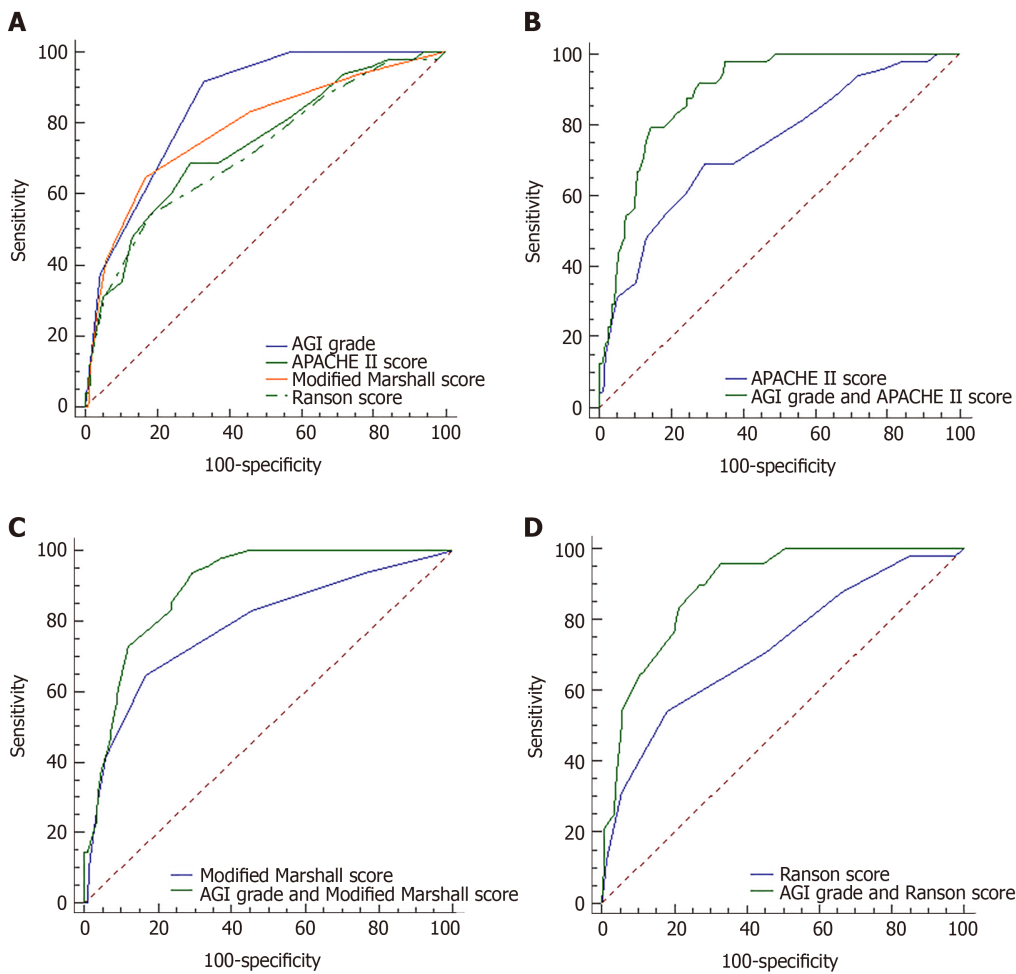 A
100
80
60
40
20
0
Sensitivity
AGI grade
APACHE II score
Modified Marshall score
Ranson score
0 20 40 60 80 100
100-specificity
B
100
80
60
40
20
0
Sensitivity
APACHE II score
AGI grade and APACHE II score
0 20 40 60 80 100
100-specificity
C
100
80
60
40
20
0
Sensitivity
Modified Marshall score
AGI grade and Modified Marshall score
0 20 40 60 80 100
100-specificity
D
100
80
60
40
20
0
Sensitivity
Ranson score
AGI grade and Ranson score
0 20 40 60 80 100
100-specificity